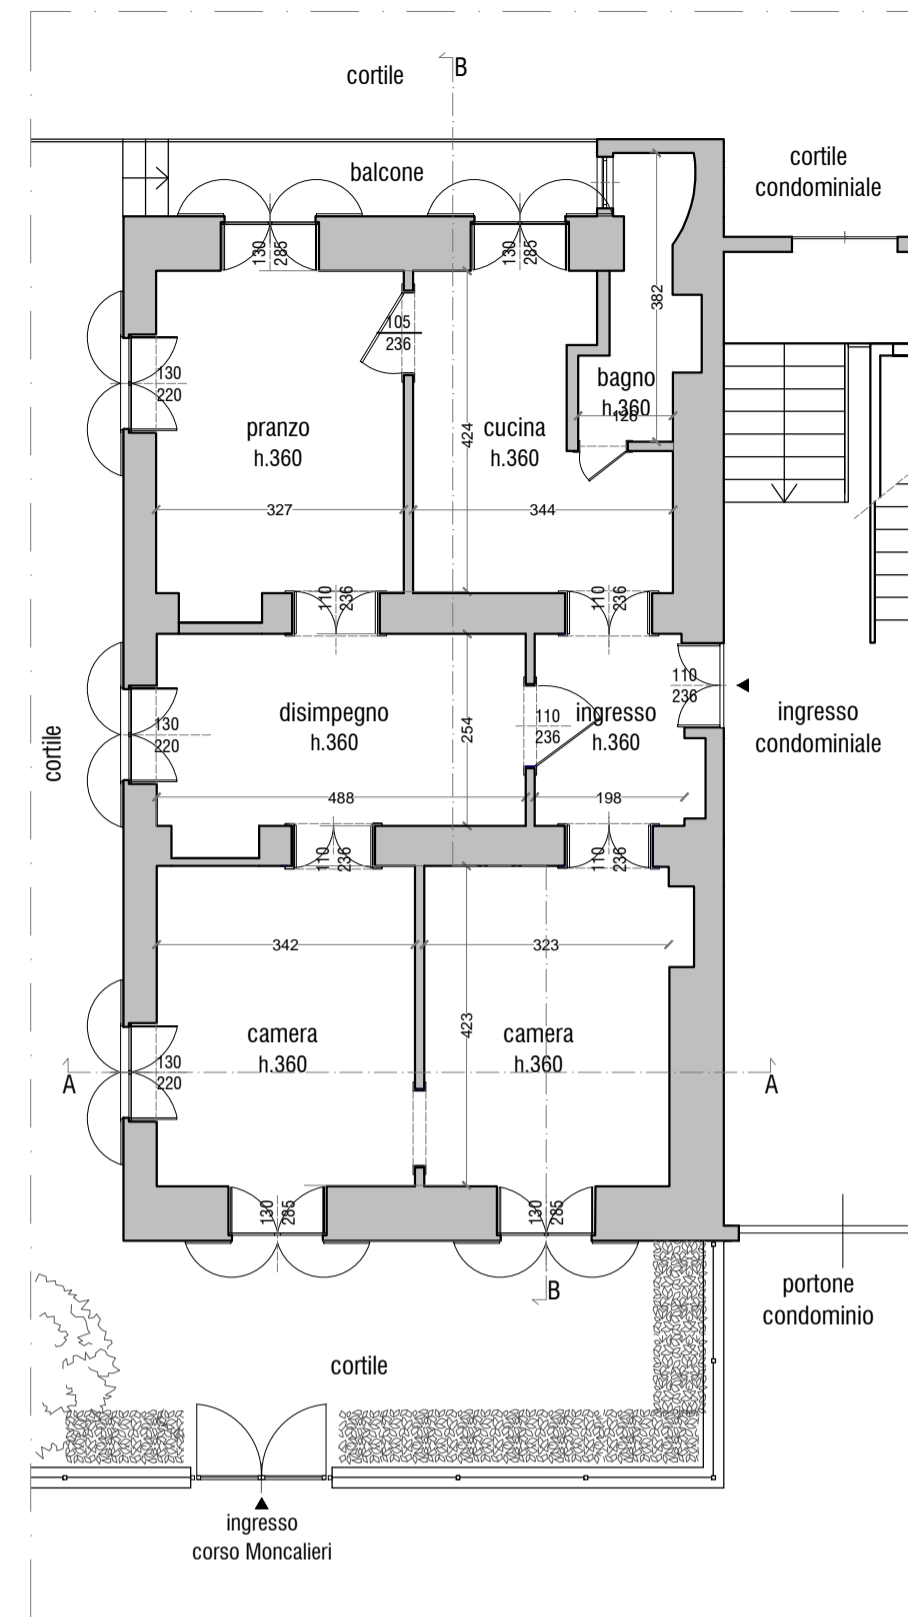 B
cortile
cortile
condominiale
balcone
130
285
130
285
382
105
236
130
220
bagno
h.360
126
pranzo
h.360
cucina
h.360
424
327
344
110
236
110
236
110
236
disimpegno
h.360
ingresso
h.360
ingresso
condominiale
130
220
254
110
236
cortile
488
198
110
236
110
236
342
323
423
camera
h.360
camera
h.360
130
220
A
A
130
285
130
285
B
portone
condominio
cortile
ingresso
corso Moncalieri